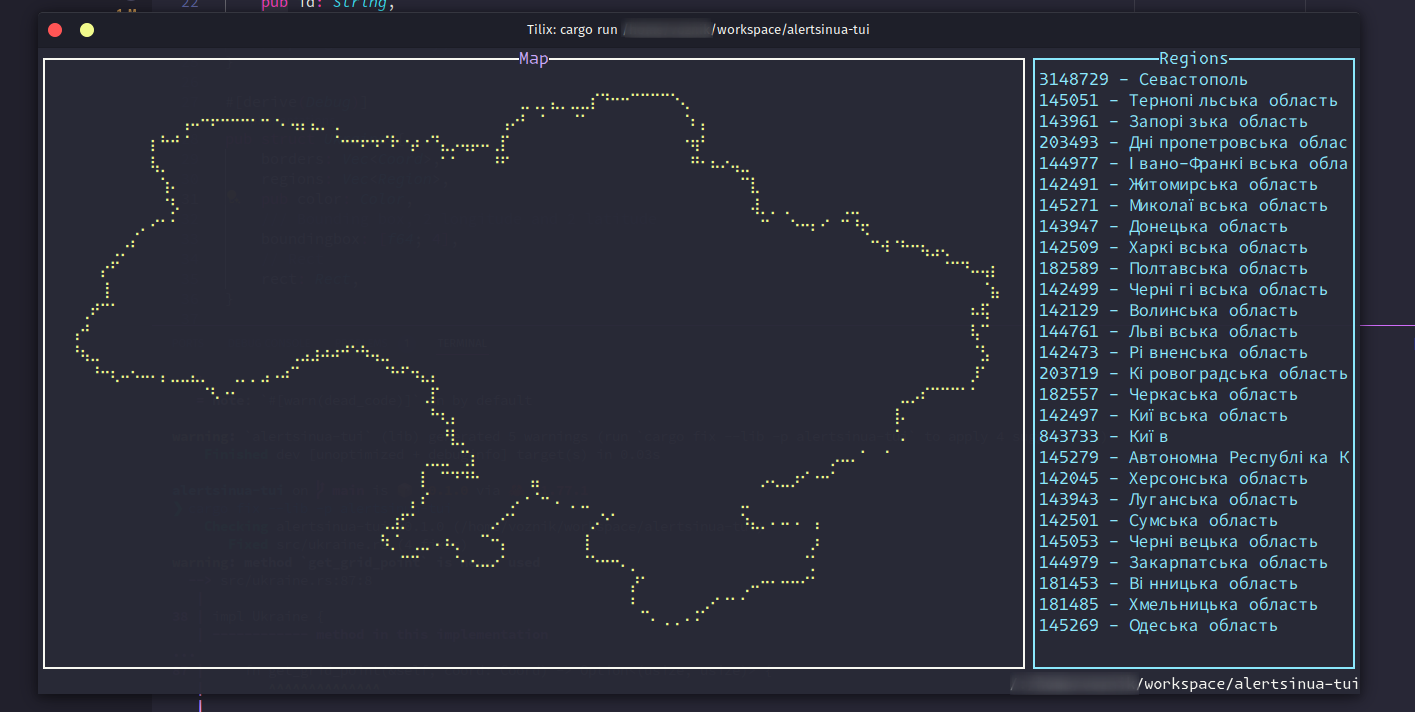 22 pub id: String,
Tilix: cargo run /workspace/alertsinua-tui
Map
Regions
3148729 - Севастополь
145051 - Тернопільська область
143961 - Запорізька область
203493 - Дніпропетровська облас
144977 - Івано-Франківська обла
142491 - Житомирська область
145271 - Миколаївська область
143947 - Донецька область
142509 - Харківська область
182589 - Полтавська область
142499 - Чернігівська область
142129 - Волинська область
144761 - Львівська область
142473 - Рівненська область
203719 - Кіровоградська область
182557 - Черкаська область
142497 - Київська область
843733 - Київ
145279 - Автономна Республіка К
142045 - Херсонська область
143943 - Луганська область
142501 - Сумська область
145053 - Чернівецька область
144979 - Закарпатська область
181453 - Вінницька область
181485 - Хмельницька область
145269 - Одеська область
/workspace/alertsinua-tui